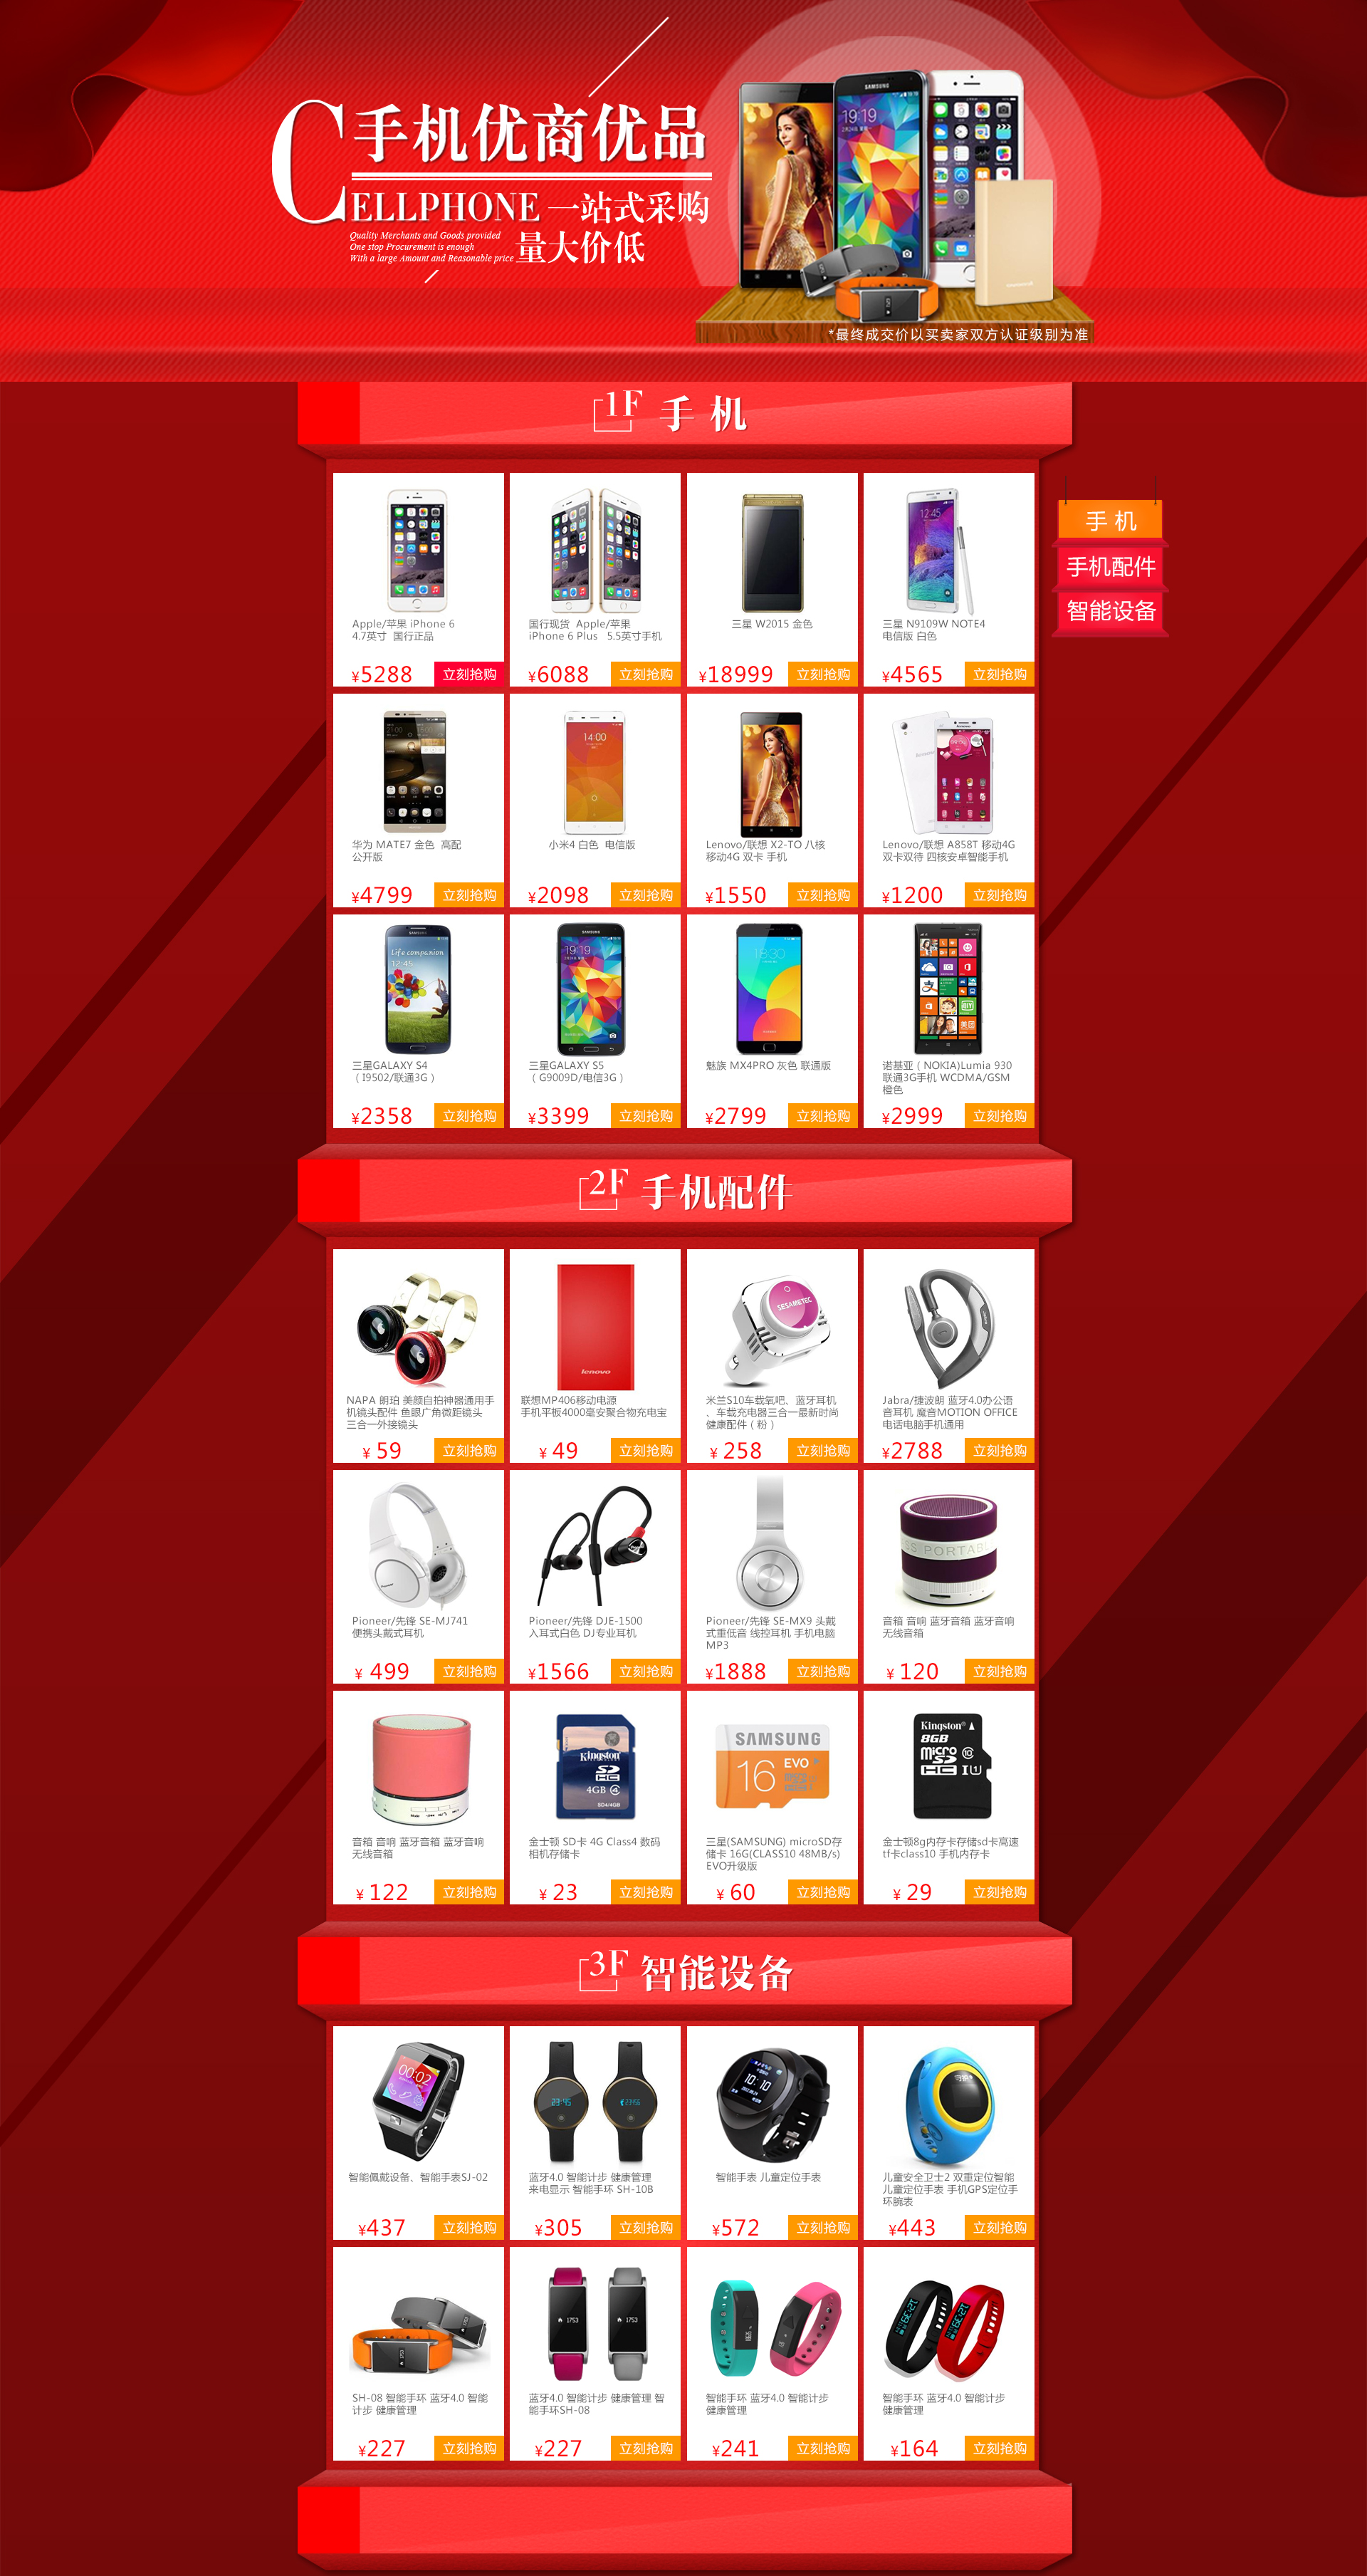 手机优商优品
CELLPHONE 一站式采购
Quality Merchants and Goods provided
One stop Procurement is enough
With a large Amount and Reasonable price
量大价低
*最终成交价以买卖家双方认证级别为准
1F 手 机
手 机
手机配件
智能设备
Apple/苹果 iPhone 6
4.7英寸 国行正品
¥5288 立刻抢购
国行现货 Apple/苹果
iPhone 6 Plus 5.5英寸手机
¥6088 立刻抢购
三星 W2015 金色
¥18999 立刻抢购
三星 N9109W NOTE4
电信版 白色
¥4565 立刻抢购
华为 MATE7 金色 高配
公开版
¥4799 立刻抢购
小米4 白色 电信版
¥2098 立刻抢购
Lenovo/联想 X2-TO 八核
移动4G 双卡 手机
¥1550 立刻抢购
Lenovo/联想 A858T 移动4G
双卡双待 四核安卓智能手机
¥1200 立刻抢购
三星GALAXY S4
（I9502/联通3G）
¥2358 立刻抢购
三星GALAXY S5
（G9009D/电信3G）
¥3399 立刻抢购
魅族 MX4PRO 灰色 联通版
¥2799 立刻抢购
诺基亚（NOKIA)Lumia 930
联通3G手机 WCDMA/GSM
橙色
¥2999 立刻抢购
2F 手机配件
NAPA 朗珀 美颜自拍神器通用手
机镜头配件 鱼眼广角微距镜头
三合一外接镜头
¥ 59 立刻抢购
lenovo
联想MP406移动电源
手机平板4000毫安聚合物充电宝
¥ 49 立刻抢购
SESAMETEC
米兰S10车载氧吧、蓝牙耳机
、车载充电器三合一最新时尚
健康配件（粉）
¥ 258 立刻抢购
Jabra/捷波朗 蓝牙4.0办公语
音耳机 魔音MOTION OFFICE
电话电脑手机通用
¥2788 立刻抢购
Pioneer/先锋 SE-MJ741
便携头戴式耳机
¥ 499 立刻抢购
Pioneer/先锋 DJE-1500
入耳式白色 DJ专业耳机
¥1566 立刻抢购
Pioneer/先锋 SE-MX9 头戴
式重低音 线控耳机 手机电脑
MP3
¥1888 立刻抢购
SS PORTABL
音箱 音响 蓝牙音箱 蓝牙音响
无线音箱
¥ 120 立刻抢购
音箱 音响 蓝牙音箱 蓝牙音响
无线音箱
¥ 122 立刻抢购
Kingston
SD
HC
4GB 4
SD4/4GB
金士顿 SD卡 4G Class4 数码
相机存储卡
¥ 23 立刻抢购
SAMSUNG
16 EVO
三星(SAMSUNG) microSD存
储卡 16G(CLASS10 48MB/s)
EVO升级版
¥ 60 立刻抢购
Kingston®
8GB
micro 10
HC I U1
金士顿8g内存卡存储sd卡高速
tf卡class10 手机内存卡
¥ 29 立刻抢购
3F 智能设备
00:02
智能佩戴设备、智能手表SJ-02
¥437 立刻抢购
23:45
23:56
蓝牙4.0 智能计步 健康管理
来电显示 智能手环 SH-10B
¥305 立刻抢购
10:10
智能手表 儿童定位手表
¥572 立刻抢购
儿童安全卫士2 双重定位智能
儿童定位手表 手机GPS定位手
环腕表
¥443 立刻抢购
SH-08 智能手环 蓝牙4.0 智能
计步 健康管理
¥227 立刻抢购
1753
1753
蓝牙4.0 智能计步 健康管理 智
能手环SH-08
¥227 立刻抢购
智能手环 蓝牙4.0 智能计步
健康管理
¥241 立刻抢购
智能手环 蓝牙4.0 智能计步
健康管理
¥164 立刻抢购